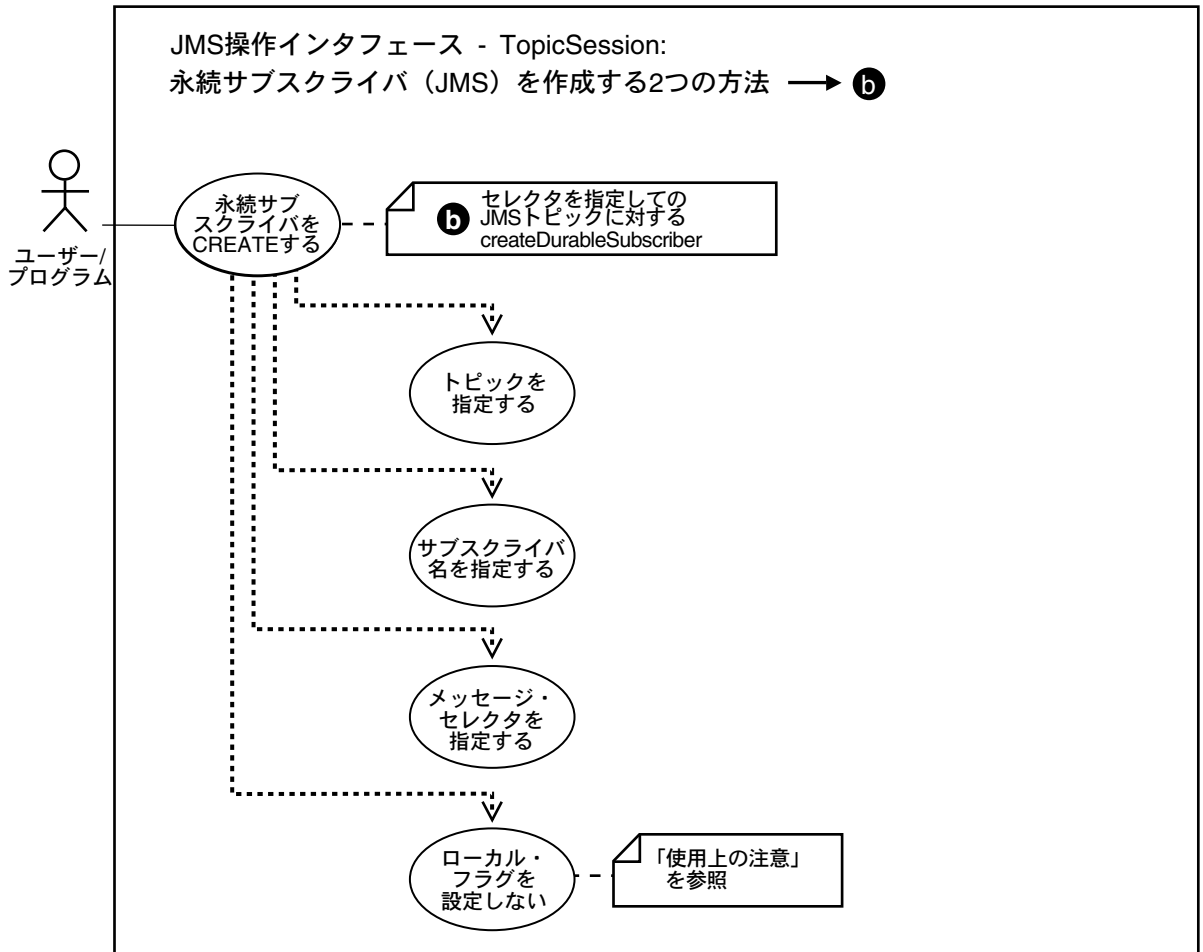 JMS操作インタフェース - TopicSession:
永続サブスクライバ（JMS）を作成する2つの方法 b
ユーザー/
プログラム
永続サブ
スクライバを
CREATEする
b
セレクタを指定しての
JMSトピックに対する
createDurableSubscriber
トピックを
指定する
サブスクライバ
名を指定する
メッセージ・
セレクタを
指定する
ローカル・
フラグを
設定しない
「使用上の注意」
を参照